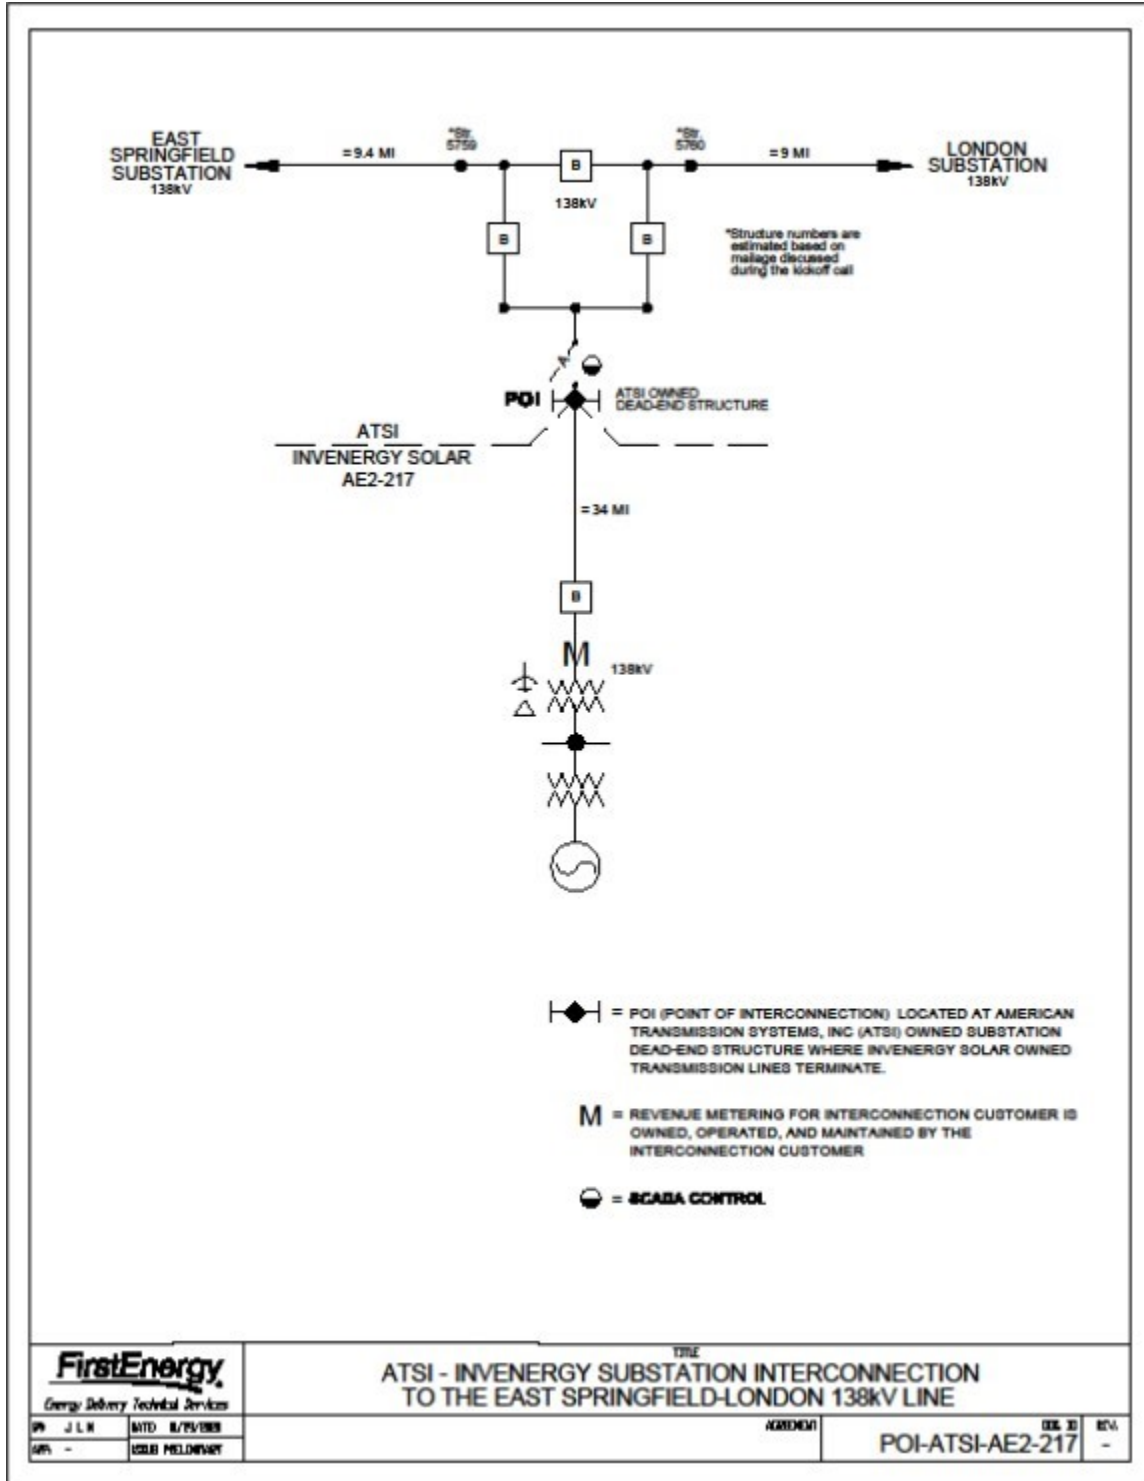 EAST
SPRINGFIELD
SUBSTATION
138kV
= 9.4 MI
*Str.
5759
B
138kV
*Str.
5760
= 9 MI
LONDON
SUBSTATION
138kV
B
B
*Structure numbers are
estimated based on
mailage discussed
during the kickoff call
A
POI
ATSI OWNED
DEAD-END STRUCTURE
ATSI
INVENERGY SOLAR
AE2-217
= 34 MI
B
M
138kV
= POI (POINT OF INTERCONNECTION) LOCATED AT AMERICAN
TRANSMISSION SYSTEMS, INC (ATSI) OWNED SUBSTATION
DEAD-END STRUCTURE WHERE INVENERGY SOLAR OWNED
TRANSMISSION LINES TERMINATE.
M = REVENUE METERING FOR INTERCONNECTION CUSTOMER IS
OWNED, OPERATED, AND MAINTAINED BY THE
INTERCONNECTION CUSTOMER
= SCADA CONTROL
FirstEnergy
Energy Delivery Technical Services
TITLE
ATSI - INVENERGY SUBSTATION INTERCONNECTION
TO THE EAST SPRINGFIELD-LONDON 138kV LINE
J L M
PRELIMINARY
AGREEMENT
POI-ATSI-AE2-217
REV.
-